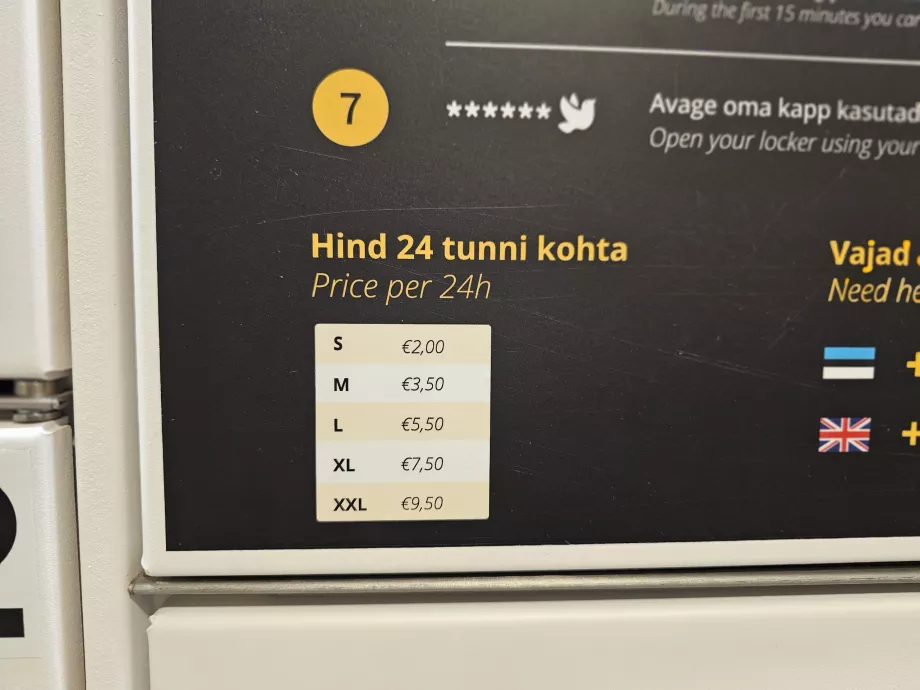 During the first 15 minutes you can
7
******
Avage oma kapp kasutad
Open your locker using your
Hind 24 tunni kohta
Price per 24h
S €2,00
M €3,50
L €5,50
XL €7,50
XXL €9,50
Vajad
Need he
+
+